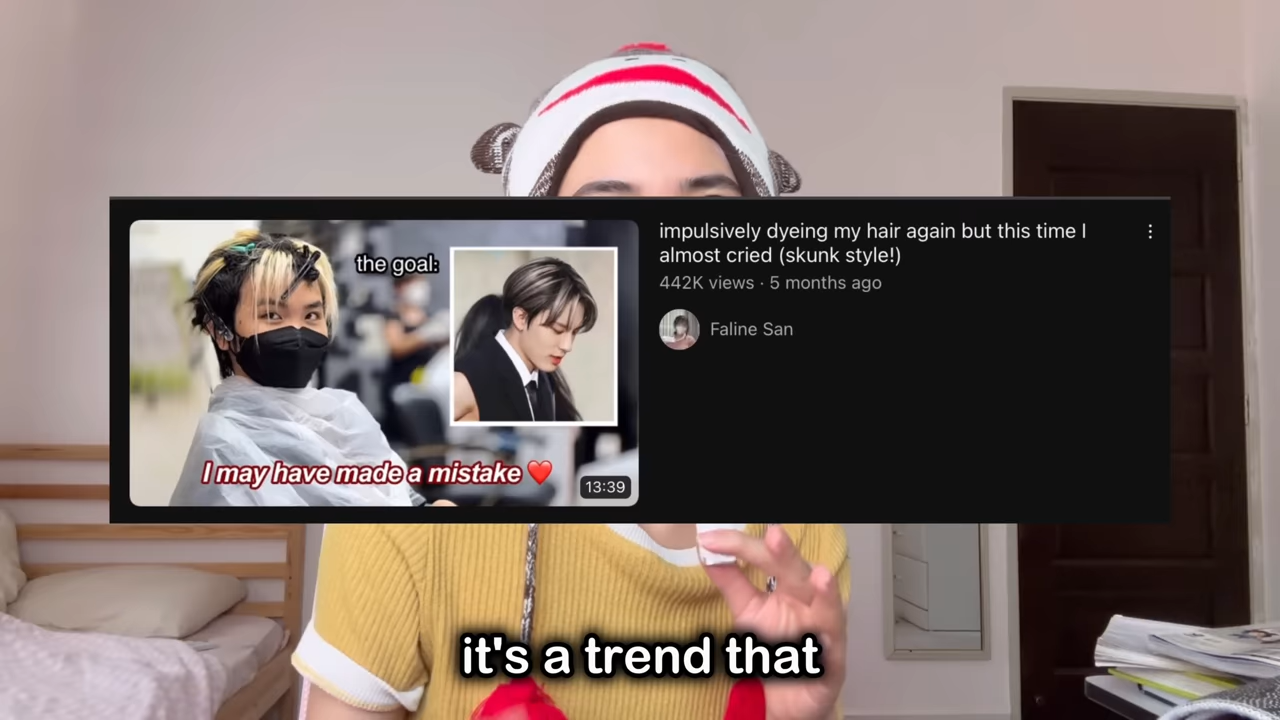 the goal:
I may have made a mistake ❤️
13:39
impulsively dyeing my hair again but this time I
almost cried (skunk style!)
442K views · 5 months ago
Faline San
it's a trend that